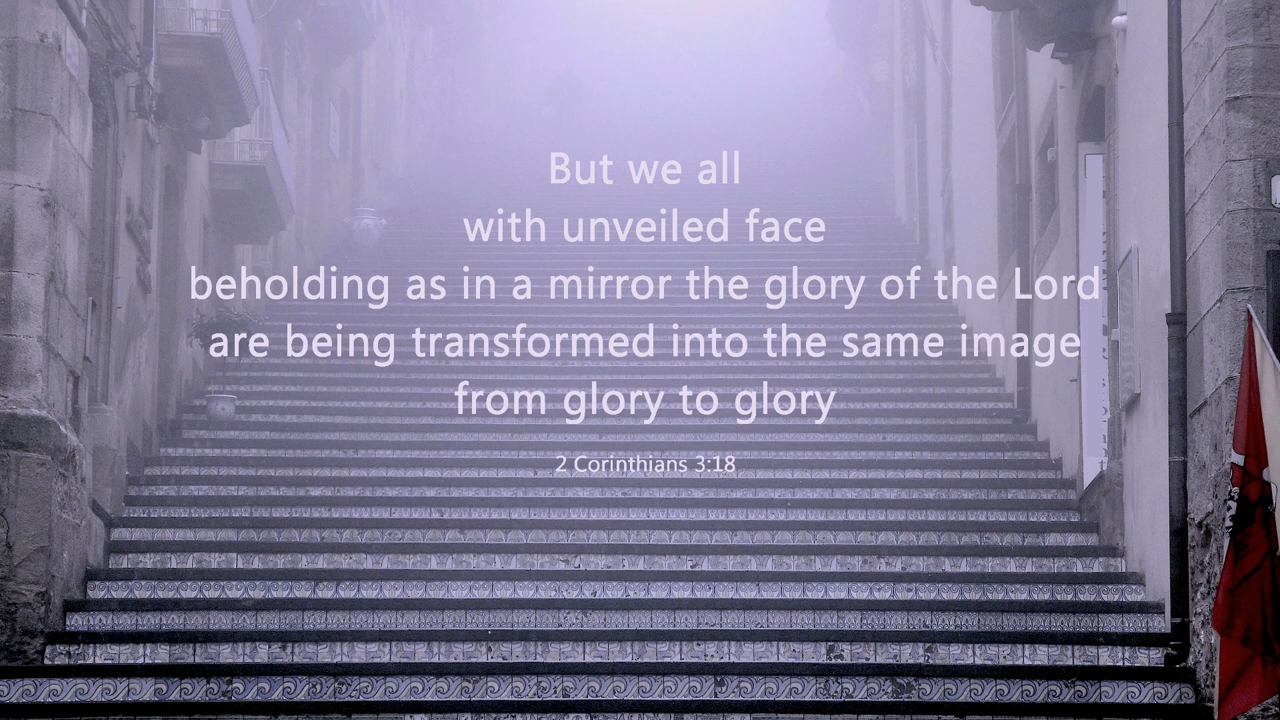 But we all
with unveiled face
beholding as in a mirror the glory of the Lord
are being transformed into the same image
from glory to glory
2 Corinthians 3:18